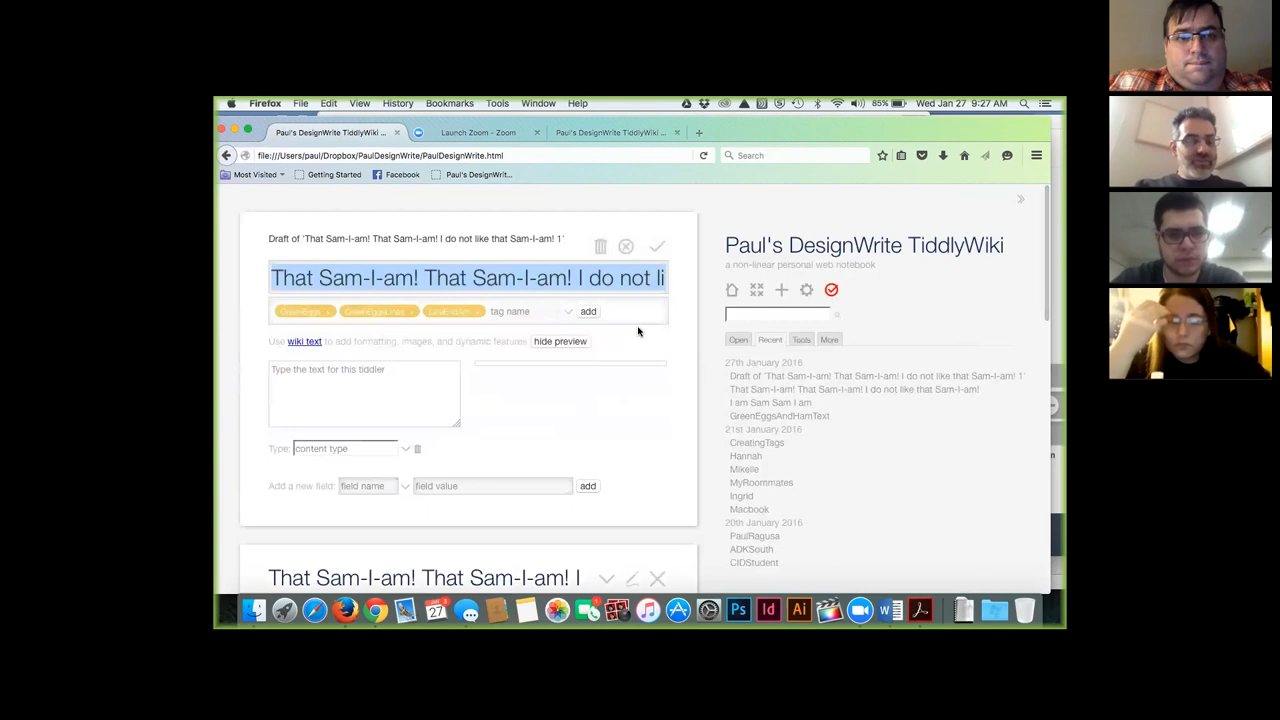 Firefox File Edit View History Bookmarks Tools Window Help 85% Wed Jan 27 9:27 AM
Paul's DesignWrite TiddlyWiki ... Launch Zoom - Zoom Paul's DesignWrite TiddlyWiki ...
file:///Users/paul/Dropbox/PaulDesignWrite/PaulDesignWrite.html Search
Most Visited Getting Started Facebook Paul's DesignWrit...
Draft of 'That Sam-I-am! That Sam-I-am! I do not like that Sam-I-am! 1'
That Sam-I-am! That Sam-I-am! I do not li
GreenEggs × GreenEggsLines × × tag name add
Use wiki text to add formatting, images, and dynamic features hide preview
Type the text for this tiddler
Type: content type
Add a new field: field name field value add
That Sam-I-am! That Sam-I-am! I
Paul's DesignWrite TiddlyWiki
a non-linear personal web notebook
Open Recent Tools More
27th January 2016
Draft of 'That Sam-I-am! That Sam-I-am! I do not like that Sam-I-am! 1'
That Sam-I-am! That Sam-I-am! I do not like that Sam-I-am!
I am Sam Sam I am
GreenEggsAndHamText
21st January 2016
CreatingTags
Hannah
Mikelle
MyRoommates
Ingrid
Macbook
20th January 2016
PaulRagusa
ADKSouth
CIDStudent
27
Ps Id Ai W